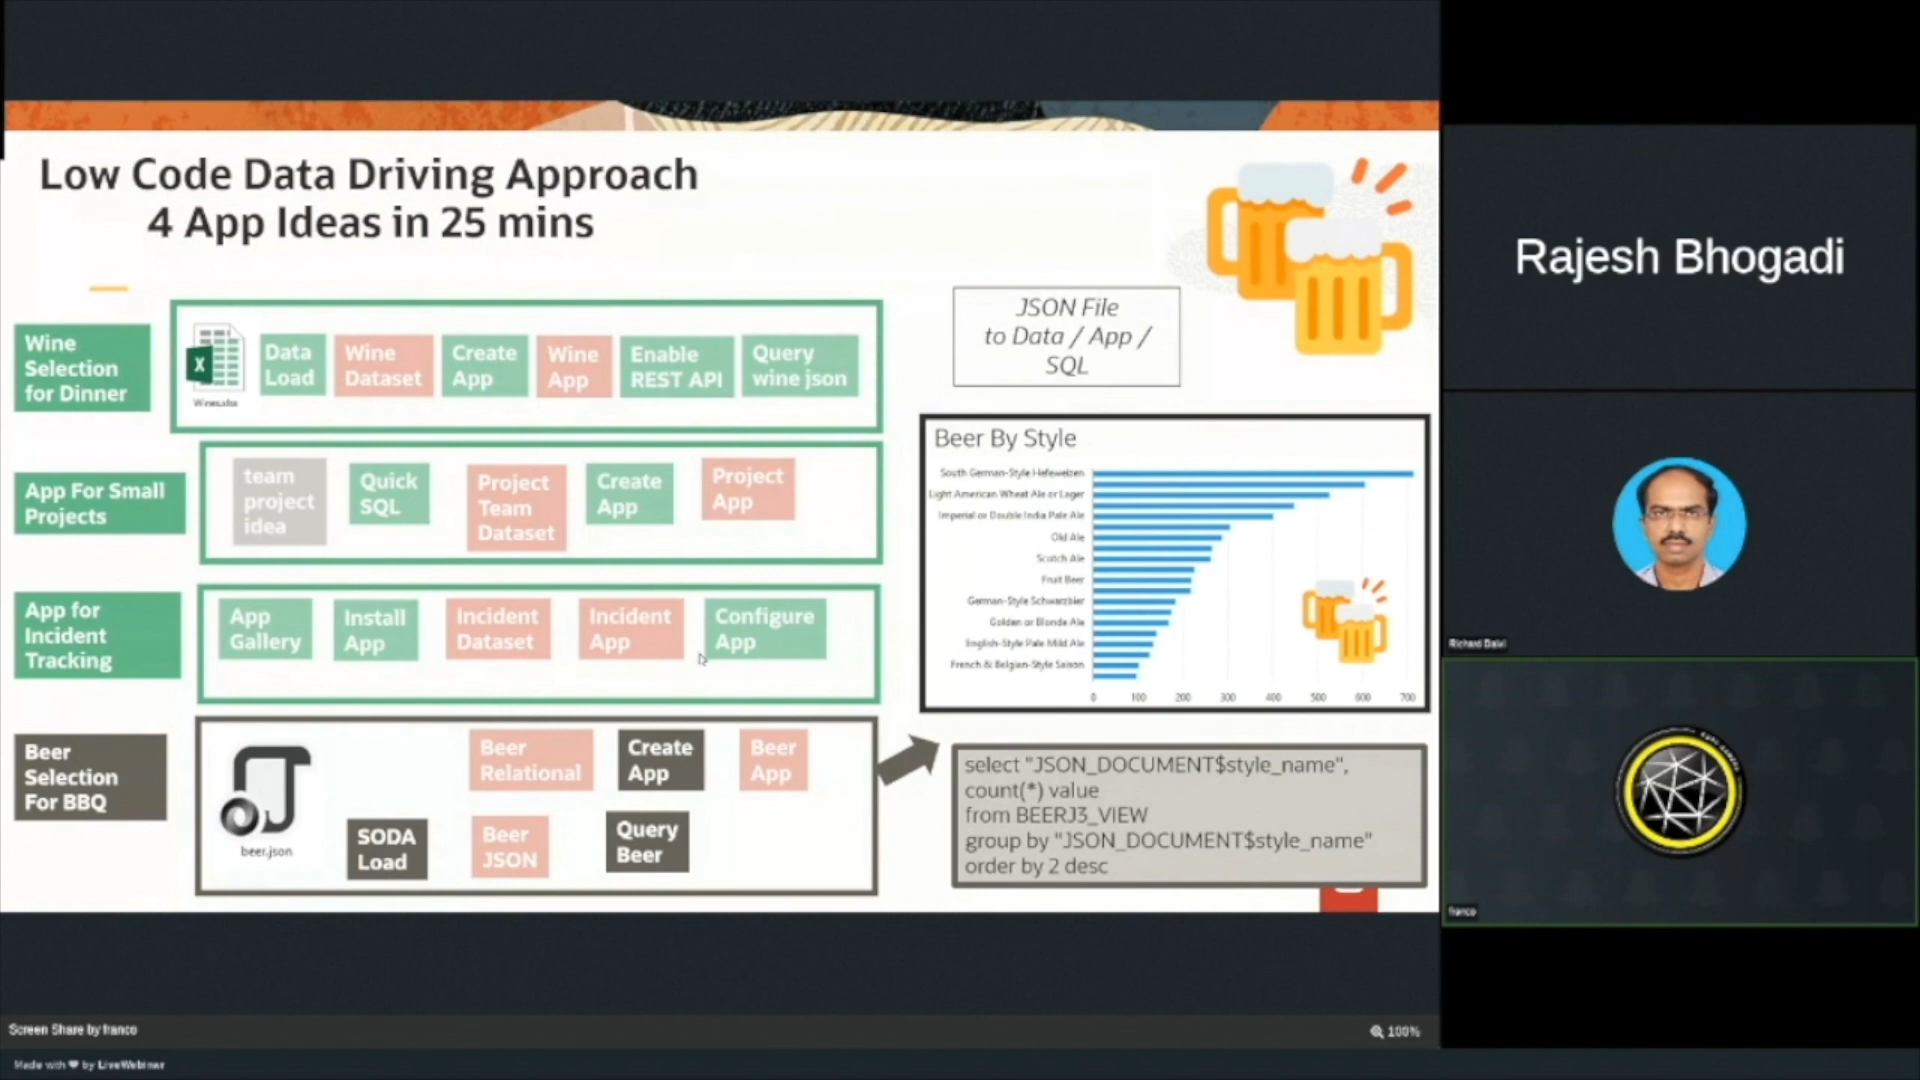 Low Code Data Driving Approach
4 App Ideas in 25 mins
Wine
Selection
for Dinner
Wines.xlsx
Data
Load
Wine
Dataset
Create
App
Wine
App
Enable
REST API
Query
wine json
App For Small
Projects
team
project
idea
Quick
SQL
Project
Team
Dataset
Create
App
Project
App
App for
Incident
Tracking
App
Gallery
Install
App
Incident
Dataset
Incident
App
Configure
App
Beer
Selection
For BBQ
beer.json
SODA
Load
Beer
Relational
Beer
JSON
Create
App
Query
Beer
Beer
App
JSON File
to Data / App /
SQL
Beer By Style
South German-Style Hefeweizen
Light American Wheat Ale or Lager
Imperial or Double India Pale Ale
Old Ale
Scotch Ale
Fruit Beer
German-Style Schwarzbier
Golden or Blonde Ale
English-Style Pale Mild Ale
French & Belgian-Style Saison
0 100 200 300 400 500 600 700
select "JSON_DOCUMENT$style_name",
count(*) value
from BEERJ3_VIEW
group by "JSON_DOCUMENT$style_name"
order by 2 desc
Rajesh Bhogadi
franco
Screen Share by franco
100%
Made with ❤ by LiveWebinar